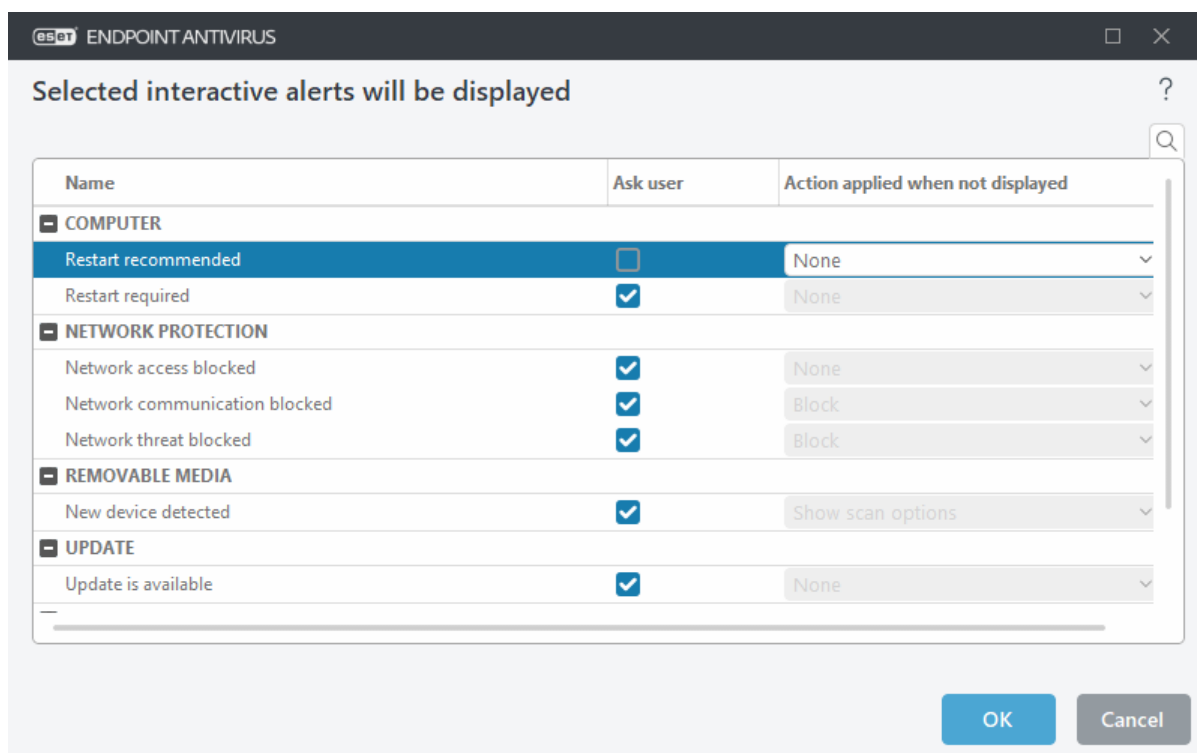 eset ENDPOINT ANTIVIRUS
Selected interactive alerts will be displayed ?
Name Ask user Action applied when not displayed
COMPUTER
Restart recommended None
Restart required None
NETWORK PROTECTION
Network access blocked None
Network communication blocked Block
Network threat blocked Block
REMOVABLE MEDIA
New device detected Show scan options
UPDATE
Update is available None
OK Cancel